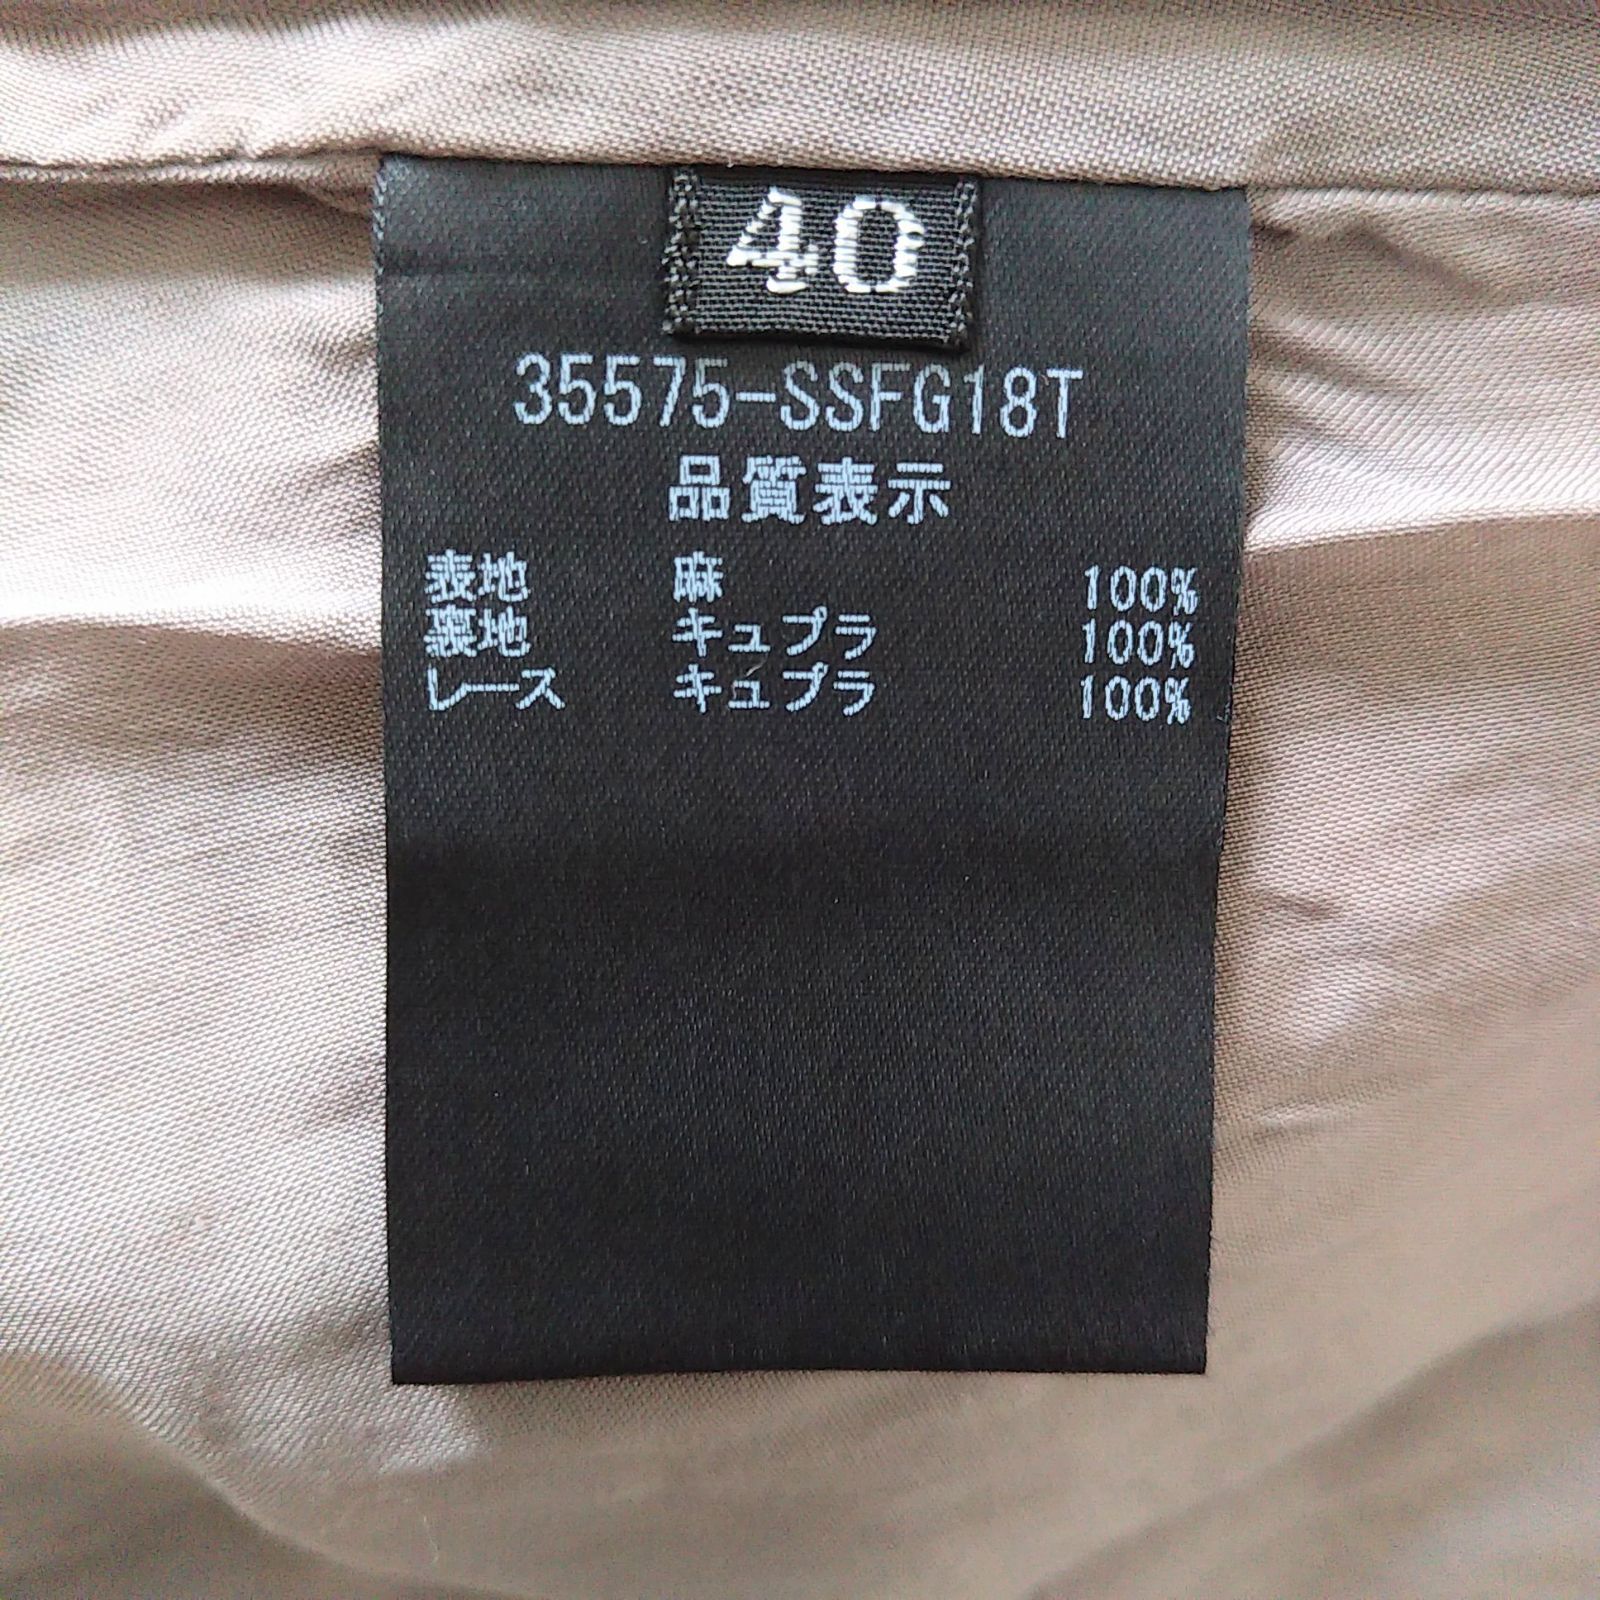 40
35575-SSFG18T
品質表示
表地 麻 100%
裏地 キュプラ 100%
レース キュプラ 100%